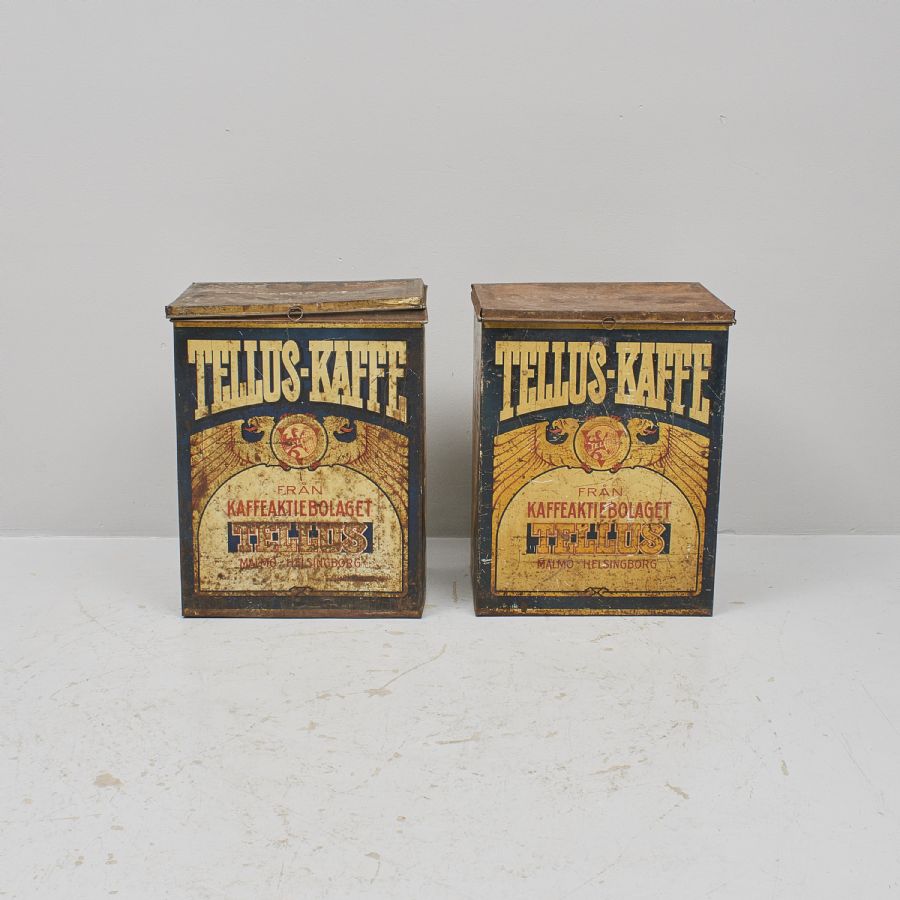 TELLUS-KAFFE
FRÅN
KAFFEAKTIEBOLAGET
TELLUS
MALMÖ - HELSINGBORG
TELLUS-KAFFE
FRÅN
KAFFEAKTIEBOLAGET
TELLUS
MALMÖ - HELSINGBORG